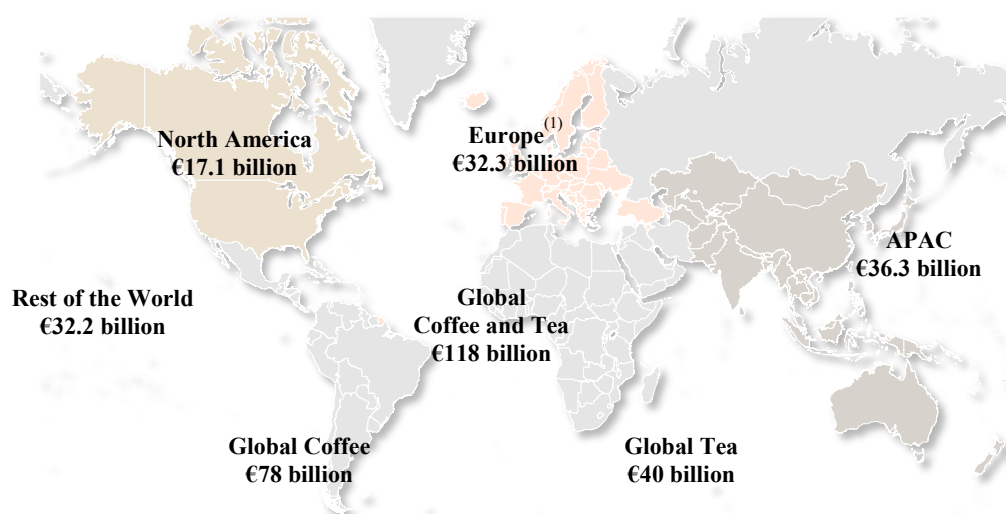 North America
€17.1 billion
Europe(1)
€32.3 billion
APAC
€36.3 billion
Rest of the World
€32.2 billion
Global
Coffee and Tea
€118 billion
Global Coffee
€78 billion
Global Tea
€40 billion